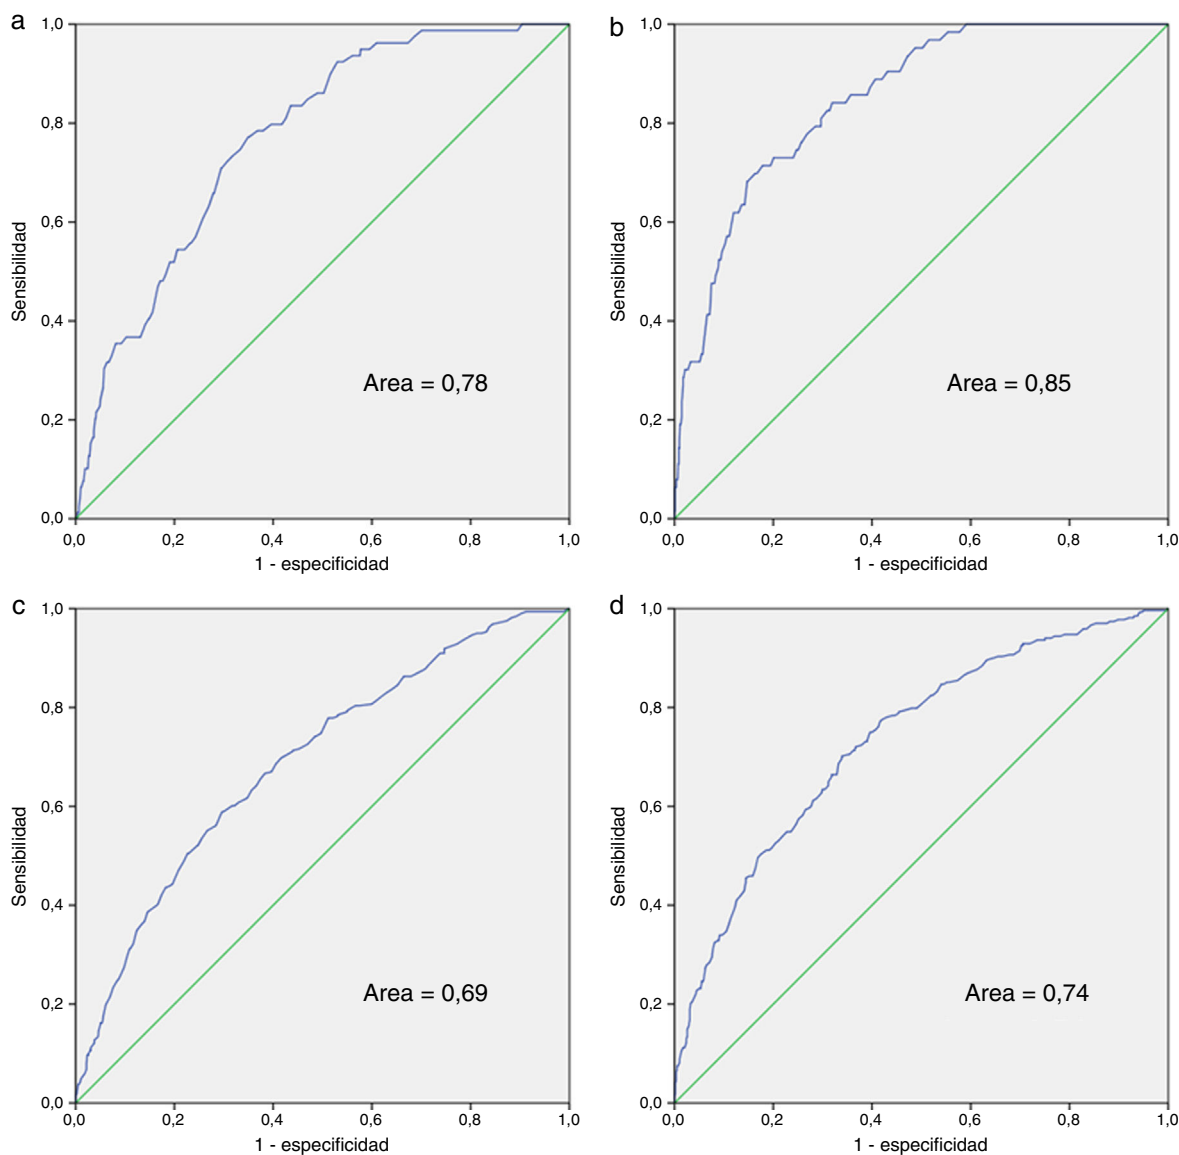 a
1,0
0,8
0,6
0,4
0,2
0,0
Sensibilidad
Area = 0,78
0,0 0,2 0,4 0,6 0,8 1,0
1 - especificidad
b
1,0
0,8
0,6
0,4
0,2
0,0
Sensibilidad
Area = 0,85
0,0 0,2 0,4 0,6 0,8 1,0
1 - especificidad
c
1,0
0,8
0,6
0,4
0,2
0,0
Sensibilidad
Area = 0,69
0,0 0,2 0,4 0,6 0,8 1,0
1 - especificidad
d
1,0
0,8
0,6
0,4
0,2
0,0
Sensibilidad
Area = 0,74
0,0 0,2 0,4 0,6 0,8 1,0
1 - especificidad